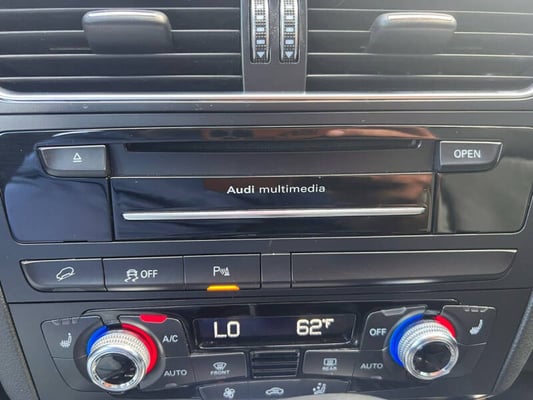 OPEN
Audi multimedia
OFF P
LO 62°F
A/C OFF
AUTO FRONT REAR AUTO